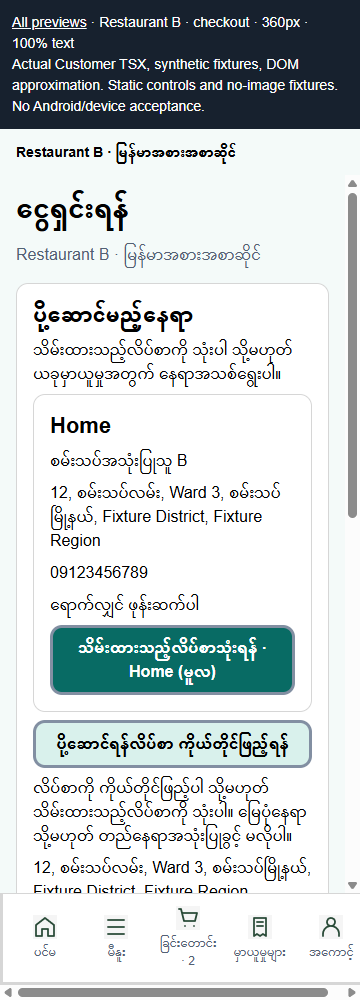 All previews · Restaurant B · checkout · 360px ·
100% text
Actual Customer TSX, synthetic fixtures, DOM
approximation. Static controls and no-image fixtures.
No Android/device acceptance.
Restaurant B · မြန်မာအစားအစာဆိုင်
ငွေရှင်းရန်
Restaurant B · မြန်မာအစားအစာဆိုင်
ပို့ဆောင်မည့်နေရာ
သိမ်းထားသည့်လိပ်စာကို သုံးပါ သို့မဟုတ်
ယခုမှာယူမှုအတွက် နေရာအသစ်ရွေးပါ။
Home
စမ်းသပ်အသုံးပြုသူ B
12, စမ်းသပ်လမ်း, Ward 3, စမ်းသပ်
မြို့နယ်, Fixture District, Fixture
Region
09123456789
ရောက်လျှင် ဖုန်းဆက်ပါ
သိမ်းထားသည့်လိပ်စာသုံးရန် ·
Home (မူလ)
ပို့ဆောင်ရန်လိပ်စာ ကိုယ်တိုင်ဖြည့်ရန်
လိပ်စာကို ကိုယ်တိုင်ဖြည့်ပါ သို့မဟုတ်
သိမ်းထားသည့်လိပ်စာကို သုံးပါ။ မြေပုံနေရာ
သို့မဟုတ် တည်နေရာအသုံးပြုခွင့် မလိုပါ။
12, စမ်းသပ်လမ်း, Ward 3, စမ်းသပ်မြို့နယ်,
Fixture District, Fixture Region
ပင်မ
မီနူး
ခြင်းတောင်း
· 2
မှာယူမှုများ
အကောင့်